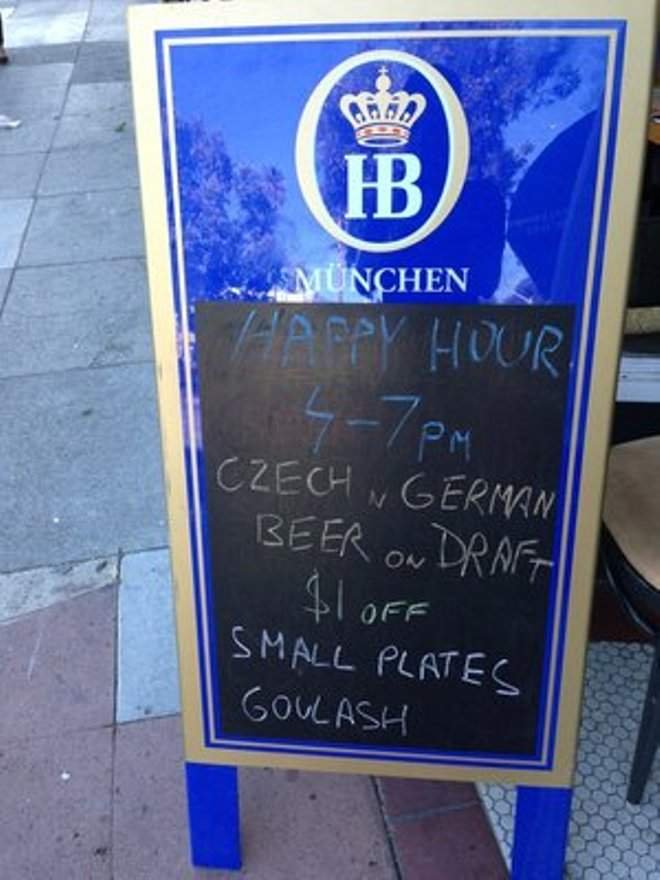 HB
MÜNCHEN
HAPPY HOUR
4-7PM
CZECH N GERMAN
BEER ON DRAFT
$1 OFF
SMALL PLATES
GOULASH